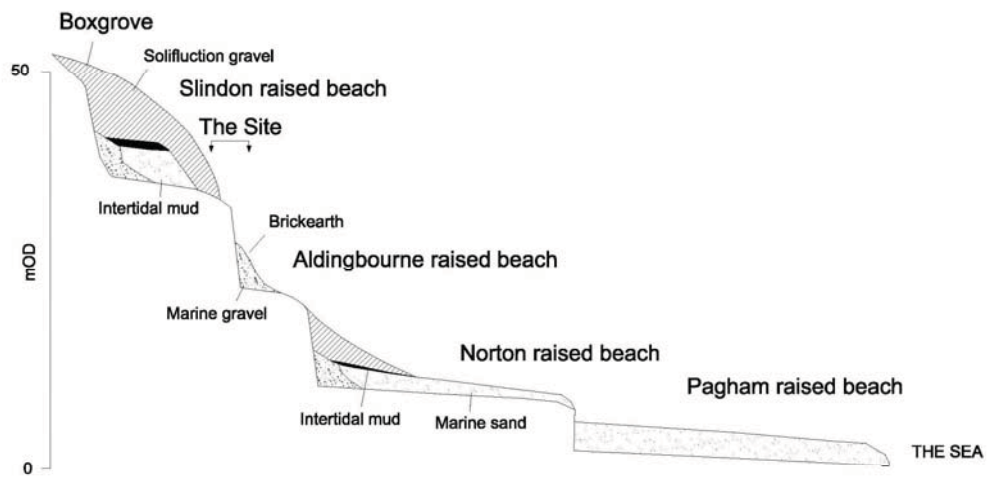 Boxgrove
Solifluction gravel
50
Slindon raised beach
The Site
Intertidal mud
Brickearth
mOD
Aldingbourne raised beach
Marine gravel
Norton raised beach
Pagham raised beach
Intertidal mud
Marine sand
THE SEA
0